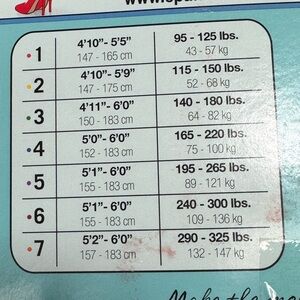 1 4'10"- 5'5" 95 - 125 lbs.
147 - 165 cm 43 - 57 kg
2 4'10"- 5'9" 115 - 150 lbs.
147 - 175 cm 52 - 68 kg
3 4'11"- 6'0" 140 - 180 lbs.
150 - 183 cm 64 - 82 kg
4 5'0"- 6'0" 165 - 220 lbs.
152 - 183 cm 75 - 100 kg
5 5'1"- 6'0" 195 - 265 lbs.
155 - 183 cm 89 - 121 kg
6 5'1"- 6'0" 240 - 300 lbs.
155 - 183 cm 109 - 136 kg
7 5'2"- 6'0" 290 - 325 lbs.
157 - 183 cm 132 - 147 kg
Make the